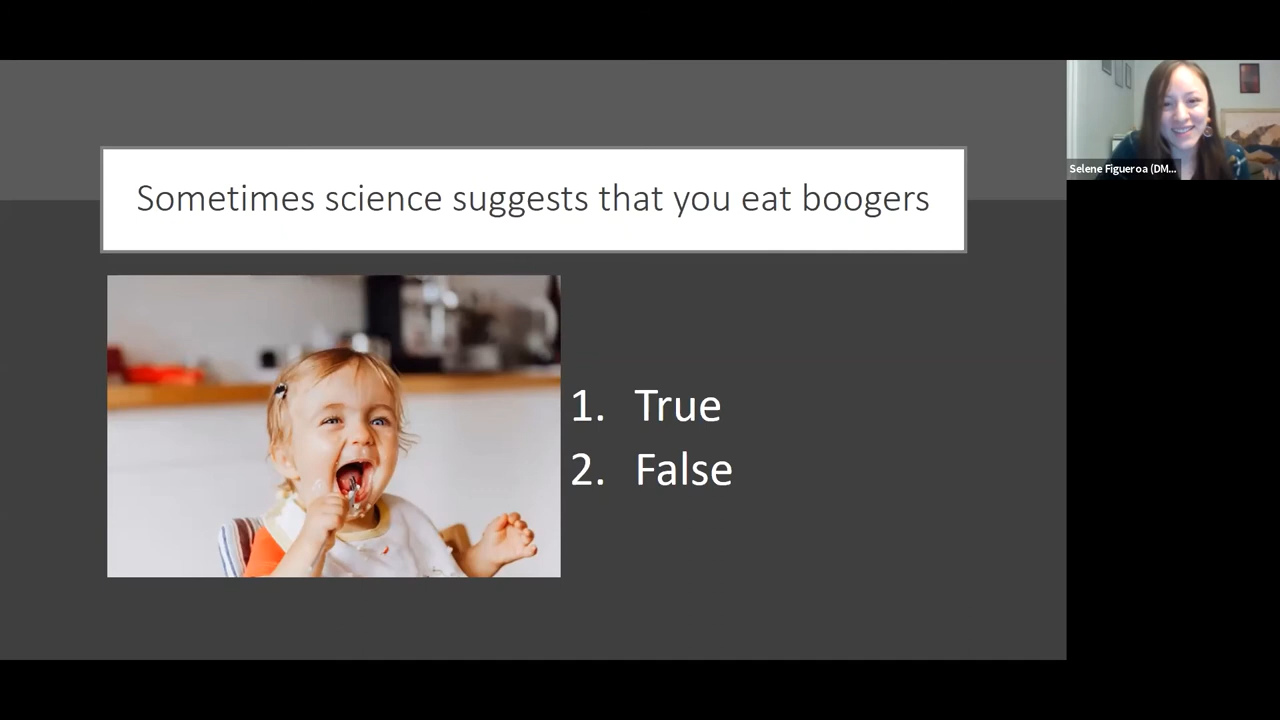 Sometimes science suggests that you eat boogers
Selene Figueroa (DM...
1. True
2. False